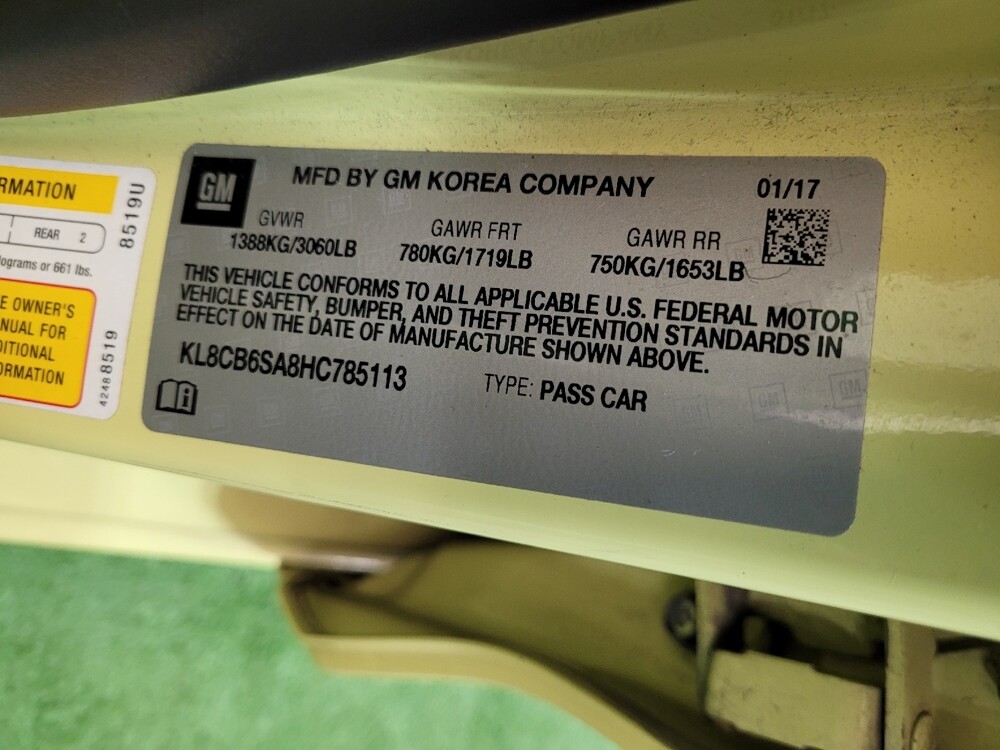 RMATION
REAR 2
lograms or 661 lbs.
E OWNER'S
NUAL FOR
DITIONAL
ORMATION
8519U
4248 8519
GM
MFD BY GM KOREA COMPANY 01/17
GVWR GAWR FRT GAWR RR
1388KG/3060LB 780KG/1719LB 750KG/1653LB
THIS VEHICLE CONFORMS TO ALL APPLICABLE U.S. FEDERAL MOTOR
VEHICLE SAFETY, BUMPER, AND THEFT PREVENTION STANDARDS IN
EFFECT ON THE DATE OF MANUFACTURE SHOWN ABOVE.
KL8CB6SA8HC785113 TYPE: PASS CAR